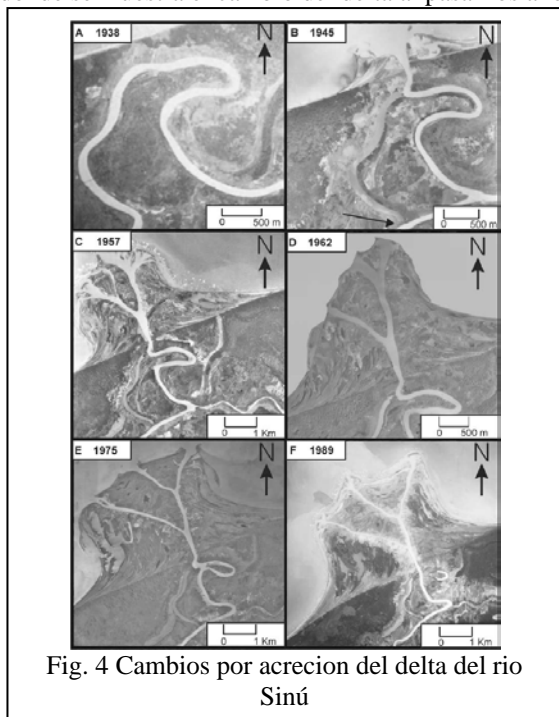 A 1938
N
0 500 m
B 1945
N
0 500 m
C 1957
N
0 1 Km
D 1962
N
0 500 m
E 1975
N
0 1 Km
F 1989
N
0 1 Km
Fig. 4 Cambios por acrecion del delta del rio
Sinú